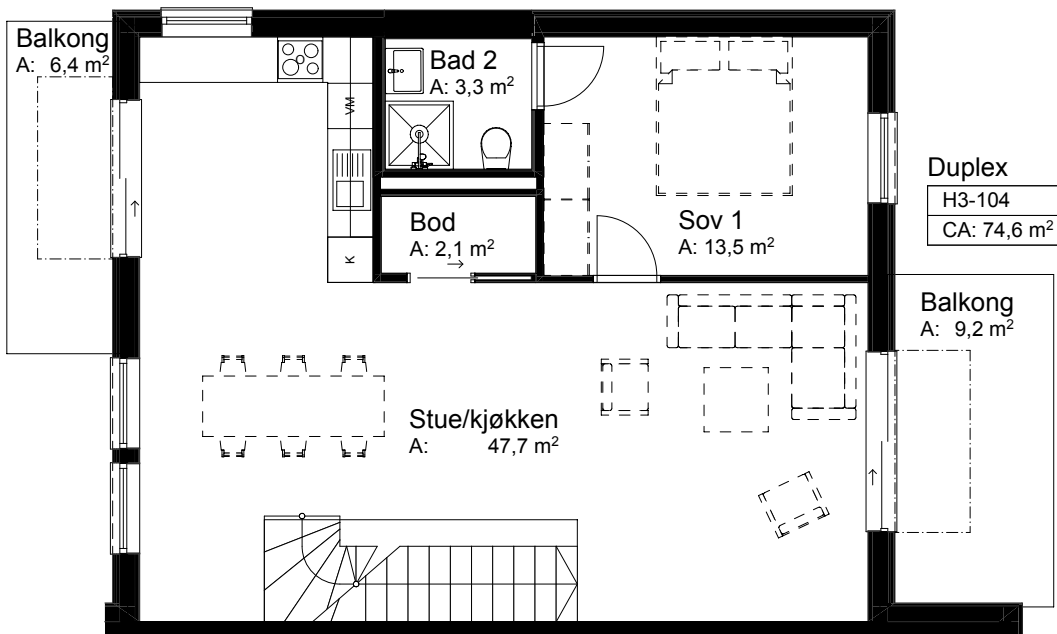 Balkong
A: 6,4 m²
Bad 2
A: 3,3 m²
VM
Duplex
H3-104
CA: 74,6 m²
Bod
A: 2,1 m²
Sov 1
A: 13,5 m²
K
Balkong
A: 9,2 m²
Stue/kjøkken
A: 47,7 m²